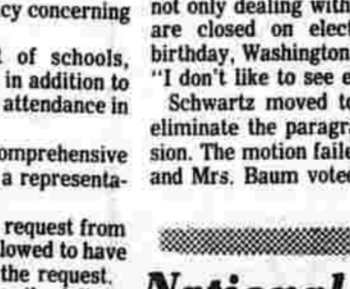 cy concerning
of schools,
in addition to
attendance in
omprehensive
a representa-
request from
lowed to have
the request.
not only dealing with
are closed on elect
birthday, Washington
"I don't like to see e
Schwartz moved to
eliminate the paragra
sion. The motion faile
and Mrs. Baum voted
National